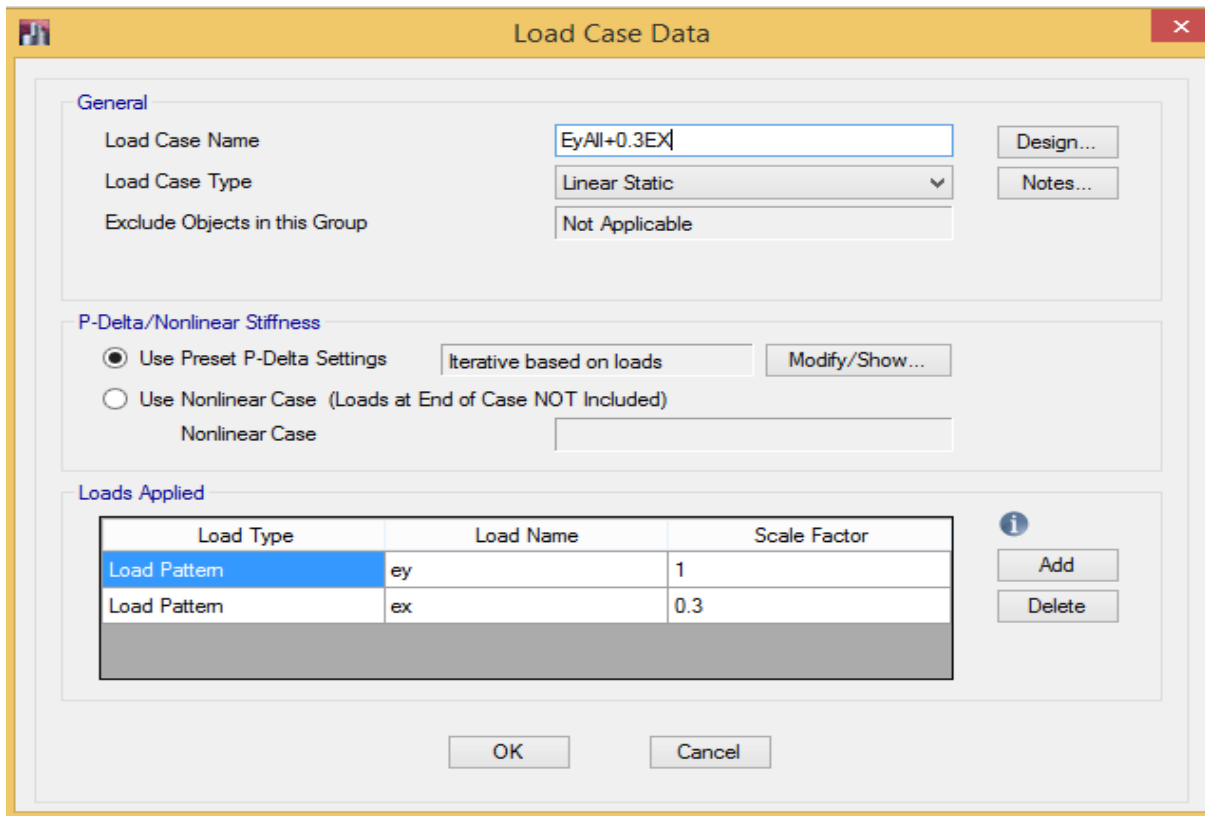 Load Case Data
General
Load Case Name EyAll+0.3EX Design...
Load Case Type Linear Static Notes...
Exclude Objects in this Group Not Applicable
P-Delta/Nonlinear Stiffness
Use Preset P-Delta Settings Iterative based on loads Modify/Show...
Use Nonlinear Case (Loads at End of Case NOT Included)
Nonlinear Case
Loads Applied
Load Type Load Name Scale Factor
Load Pattern ey 1 Add
Load Pattern ex 0.3 Delete
OK Cancel